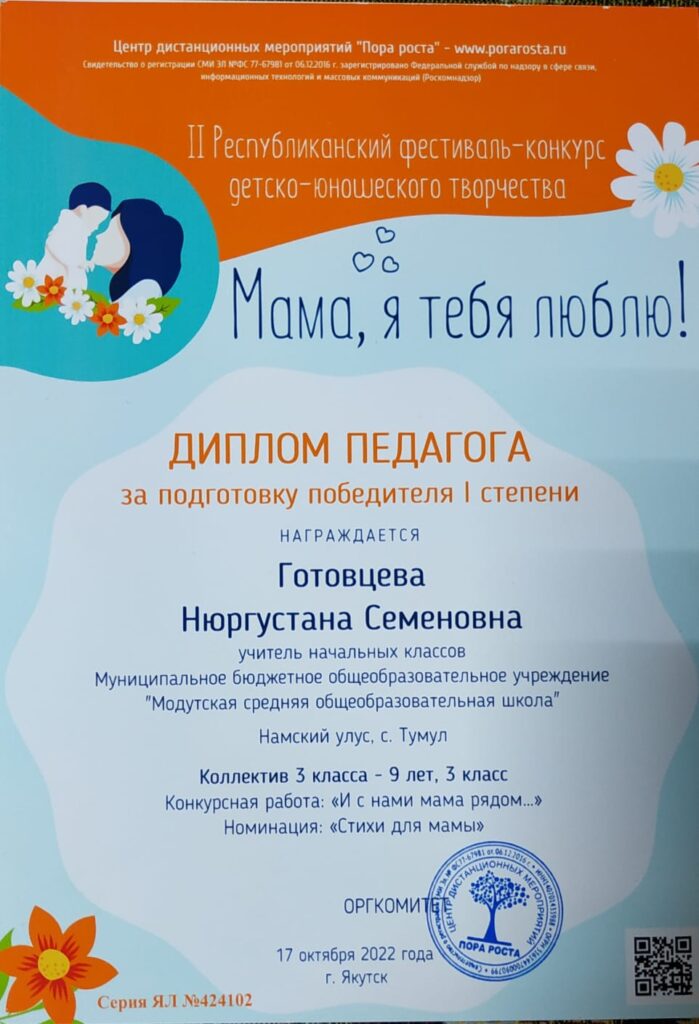 Центр дистанционных мероприятий "Пора роста" - www.porarosta.ru
Свидетельство о регистрации СМИ ЭЛ №ФС 77-67981 от 06.12.2016 г. зарегистрировано Федеральной службой по надзору в сфере связи,
информационных технологий и массовых коммуникаций (Роскомнадзор)
II Республиканский фестиваль-конкурс
детско-юношеского творчества
Мама, я тебя люблю!
ДИПЛОМ ПЕДАГОГА
за подготовку победителя I степени
НАГРАЖДАЕТСЯ
Готовцева
Нюргустана Семеновна
учитель начальных классов
Муниципальное бюджетное общеобразовательное учреждение
"Модутская средняя общеобразовательная школа"
Намский улус, с. Тумул
Коллектив 3 класса - 9 лет, 3 класс
Конкурсная работа: «И с нами мама рядом...»
Номинация: «Стихи для мамы»
ОРГКОМИТЕТ
ЦЕНТР ДИСТАНЦИОННЫХ МЕРОПРИЯТИЙ
ПОРА РОСТА
17 октября 2022 года
г. Якутск
Серия ЯЛ №424102